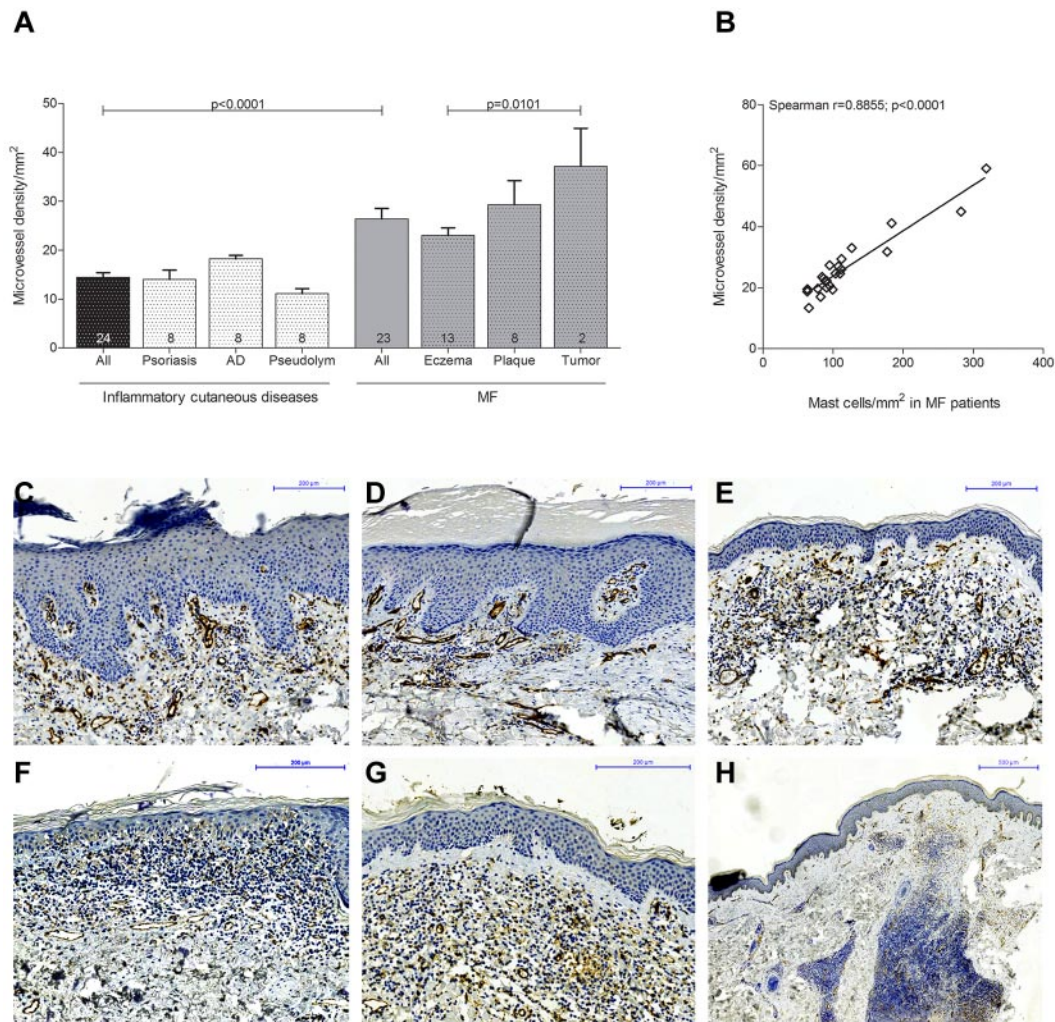 A
B
50
40
30
20
10
0
Microvessel density/mm²
p<0.0001
p=0.0101
24
8
8
8
23
13
8
2
All
Psoriasis
AD
Pseudolym
All
Eczema
Plaque
Tumor
Inflammatory cutaneous diseases
MF
Spearman r=0.8855; p<0.0001
80
60
40
20
0
Microvessel density/mm²
0
100
200
300
400
Mast cells/mm² in MF patients
C
200 µm
D
200 µm
E
200 µm
F
200 µm
G
200 µm
H